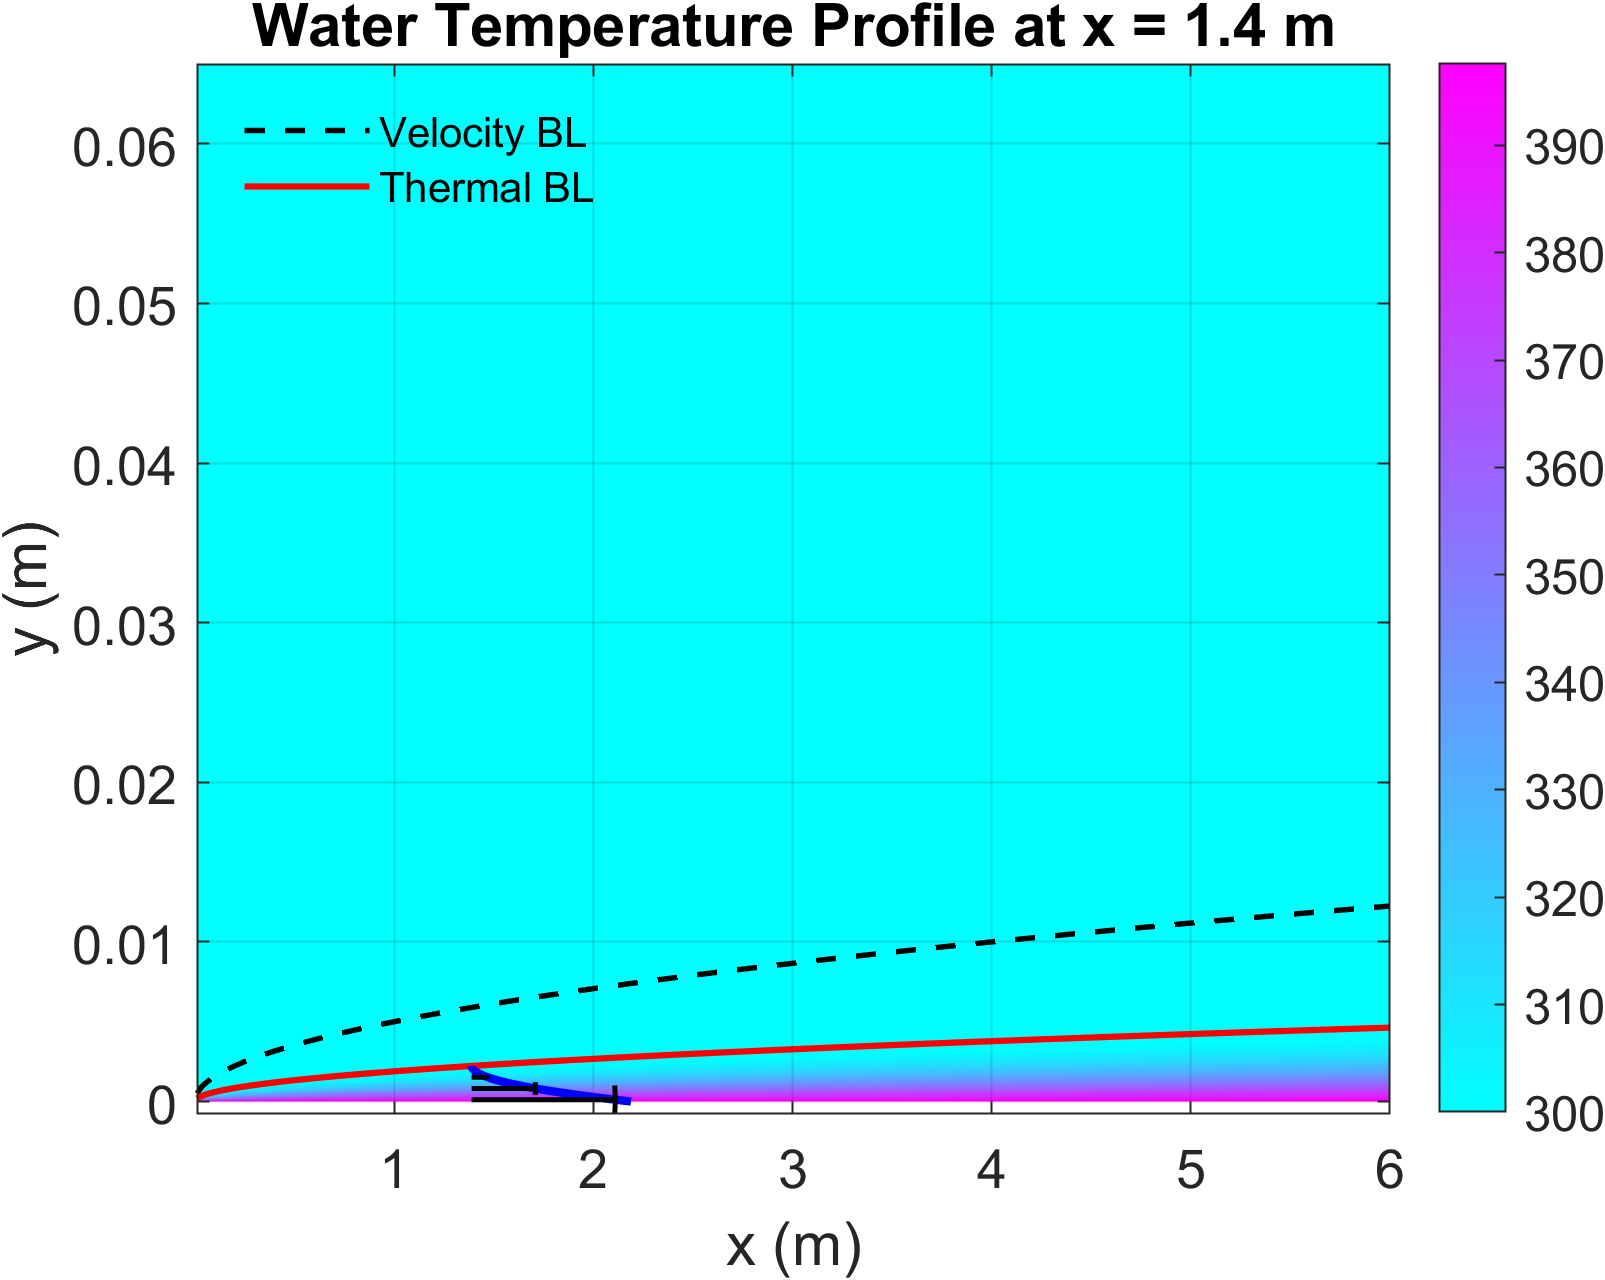 Water Temperature Profile at x = 1.4 m
Velocity BL
Thermal BL
y (m)
0.06
0.05
0.04
0.03
0.02
0.01
0
1 2 3 4 5 6
x (m)
390
380
370
360
350
340
330
320
310
300